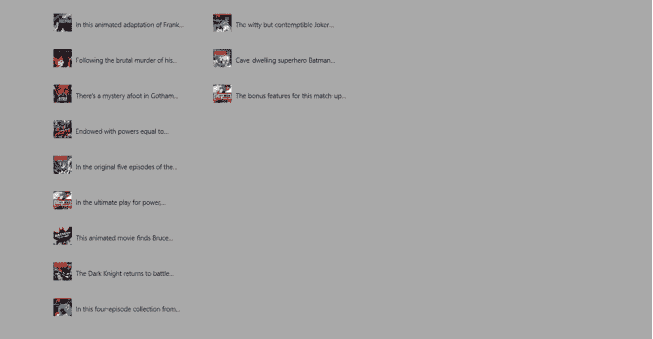 In this animated adaptation of Frank...
Following the brutal murder of his...
There's a mystery afoot in Gotham...
Endowed with powers equal to...
In the original five episodes of the...
In the ultimate play for power,...
This animated movie finds Bruce...
The Dark Knight returns to battle...
In this four-episode collection from...
The witty but contemptible Joker...
Cave dwelling superhero Batman...
The bonus features for this match up...